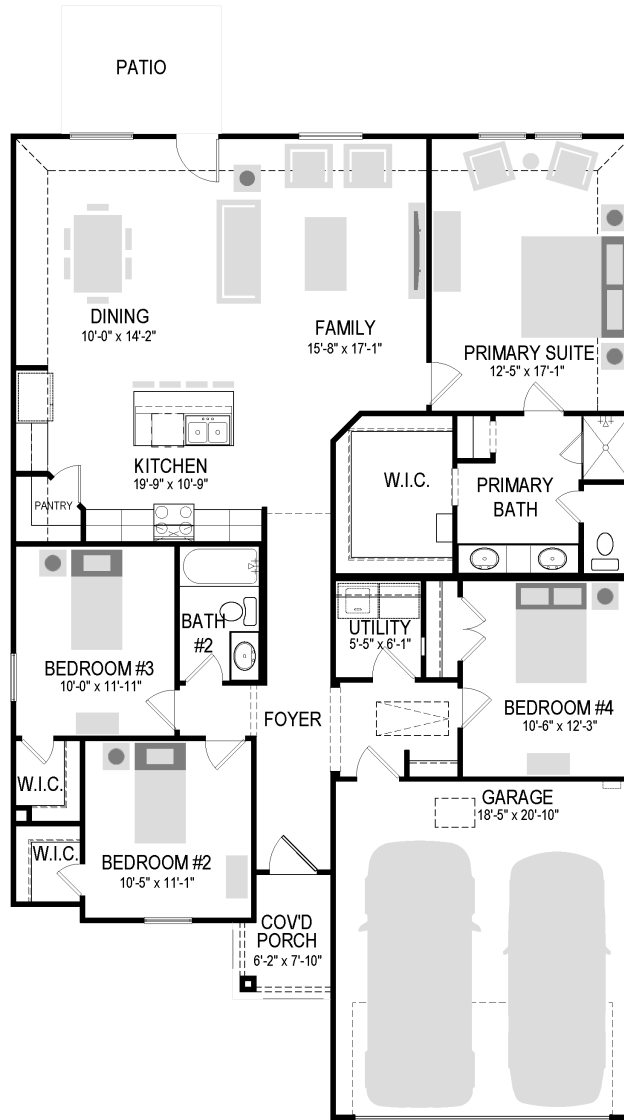 PATIO
DINING
10'-0" x 14'-2"
FAMILY
15'-8" x 17'-1"
PRIMARY SUITE
12'-5" x 17'-1"
KITCHEN
19'-9" x 10'-9"
PANTRY
W.I.C.
PRIMARY
BATH
BATH
#2
UTILITY
5'-5" x 6'-1"
BEDROOM #3
10'-0" x 11'-11"
FOYER
BEDROOM #4
10'-6" x 12'-3"
W.I.C.
GARAGE
18'-5" x 20'-10"
W.I.C.
BEDROOM #2
10'-5" x 11'-1"
COV'D
PORCH
6'-2" x 7'-10"